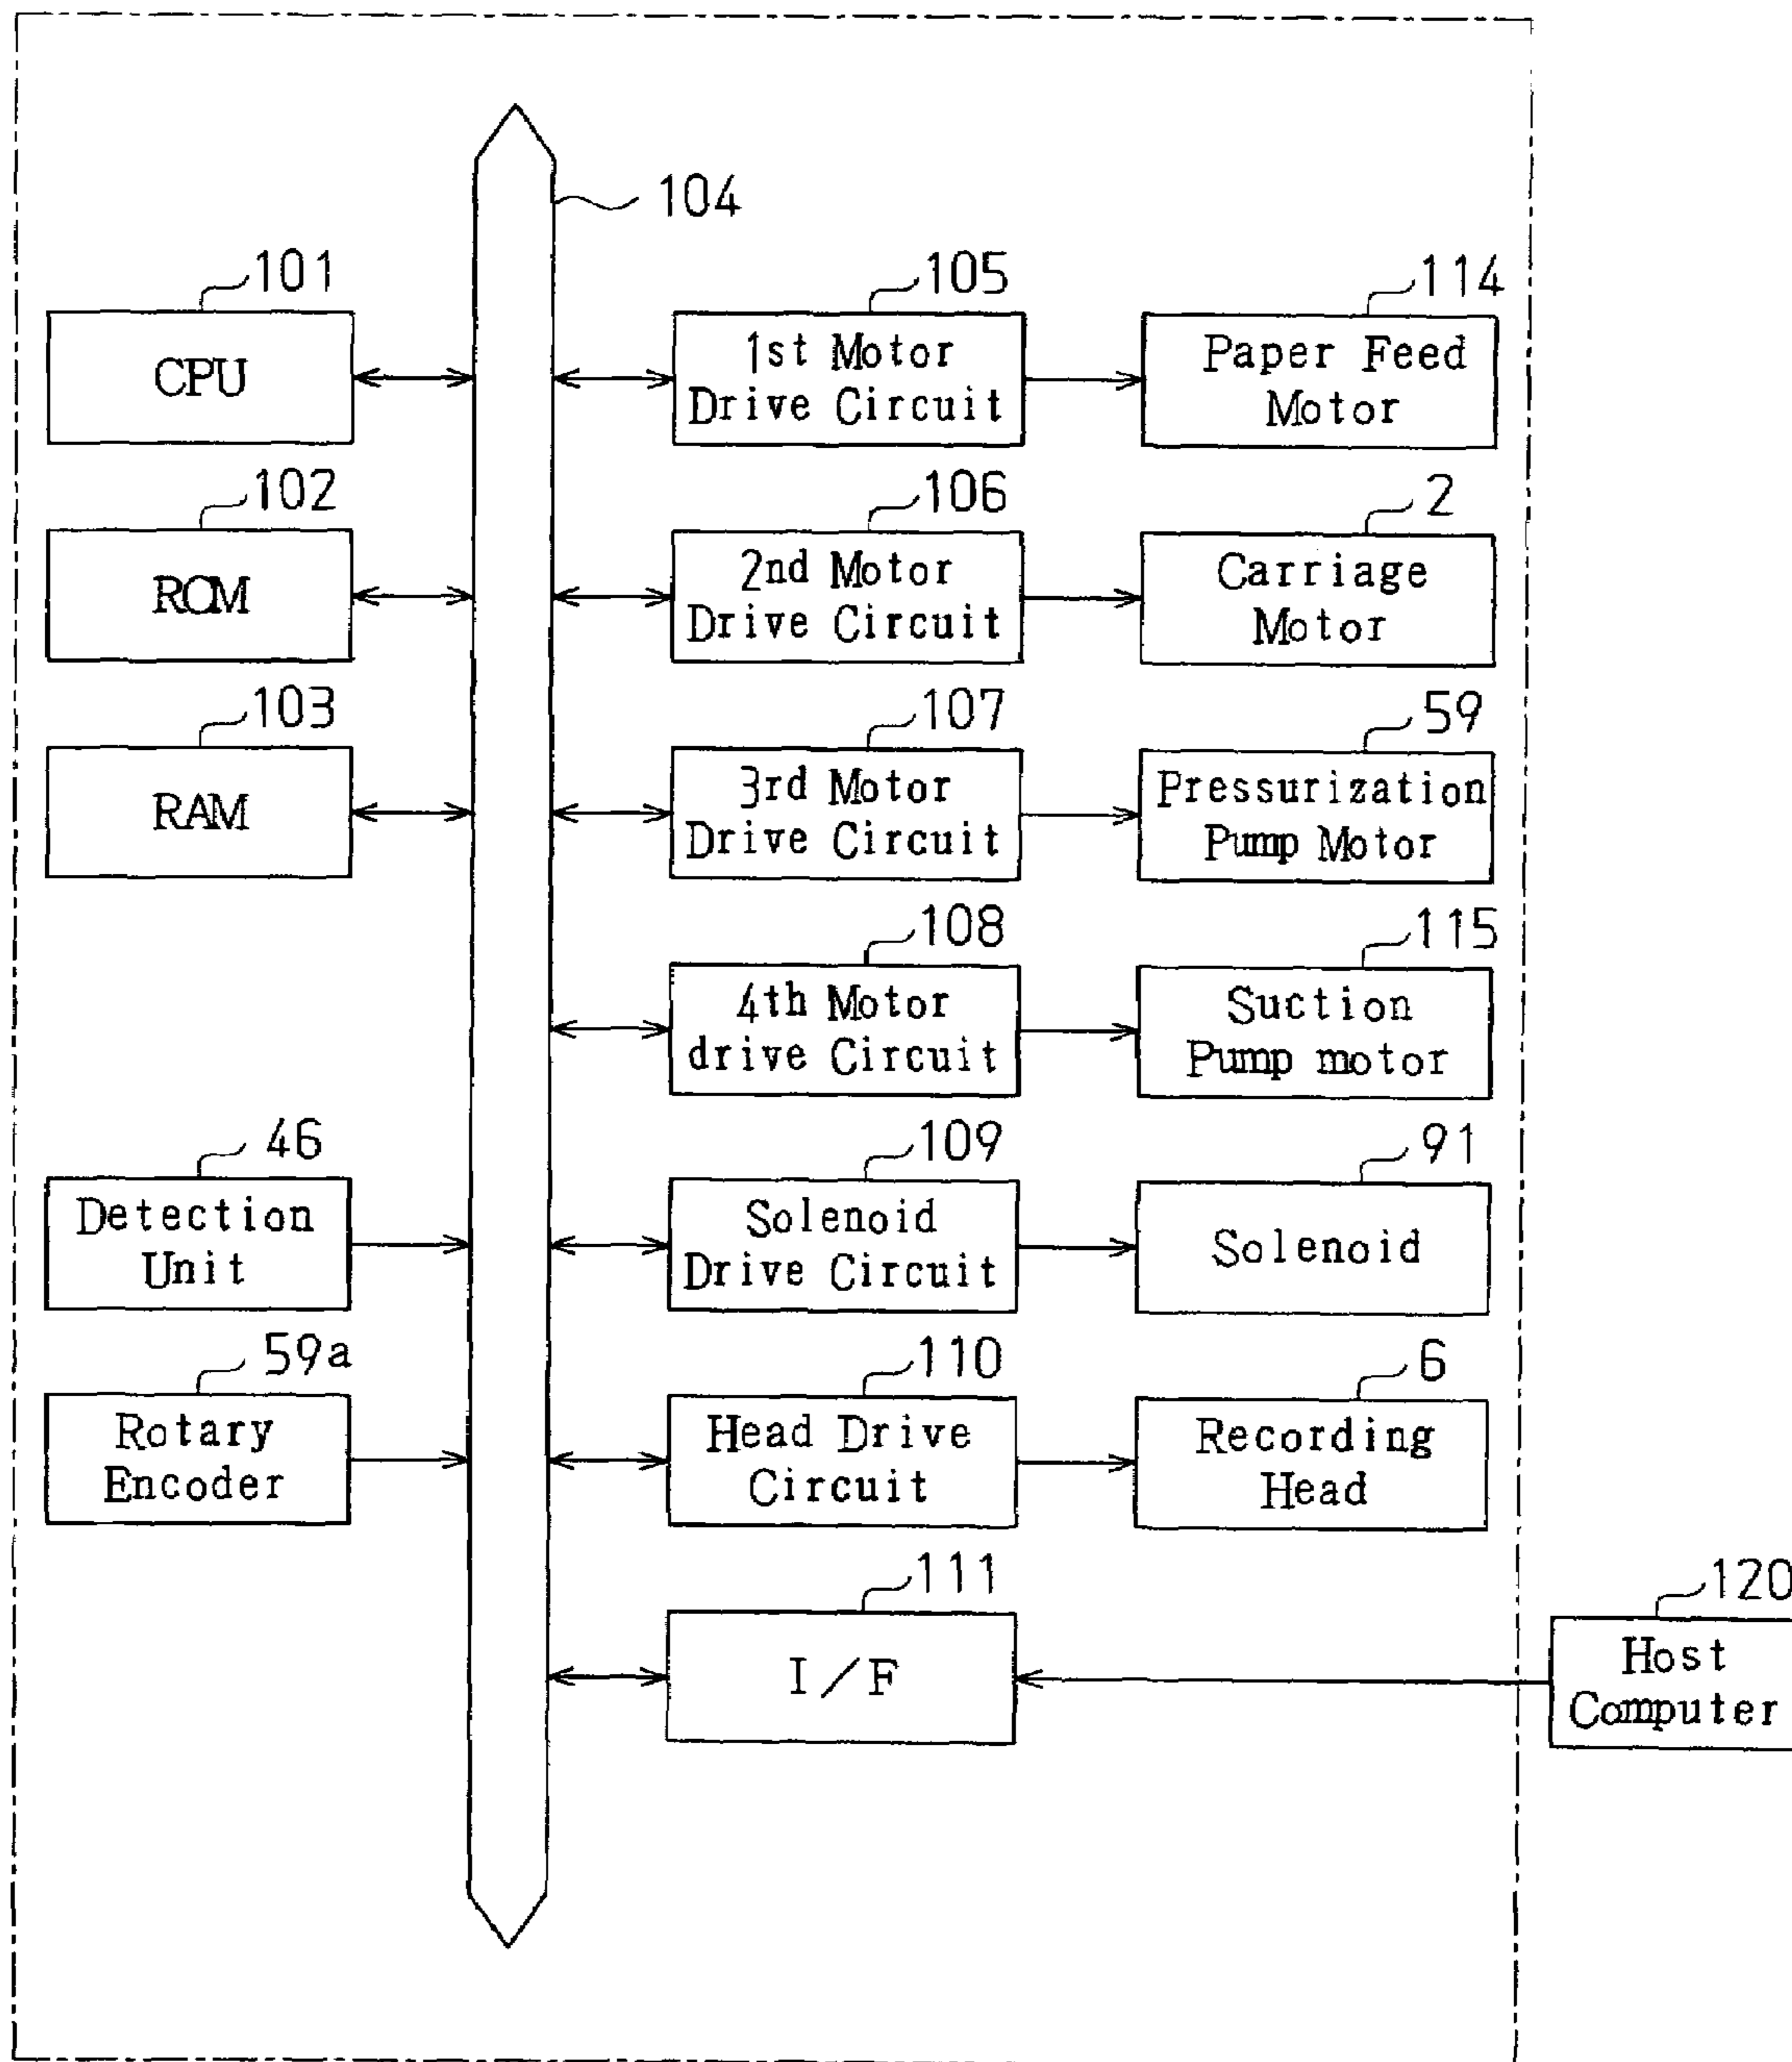 104
101
CPU
105
1st Motor
Drive Circuit
114
Paper Feed
Motor
102
ROM
106
2nd Motor
Drive Circuit
2
Carriage
Motor
103
RAM
107
3rd Motor
Drive Circuit
59
Pressurization
Pump Motor
108
4th Motor
drive Circuit
115
Suction
Pump motor
46
Detection
Unit
109
Solenoid
Drive Circuit
91
Solenoid
59a
Rotary
Encoder
110
Head Drive
Circuit
6
Recording
Head
111
I/F
120
Host
Computer